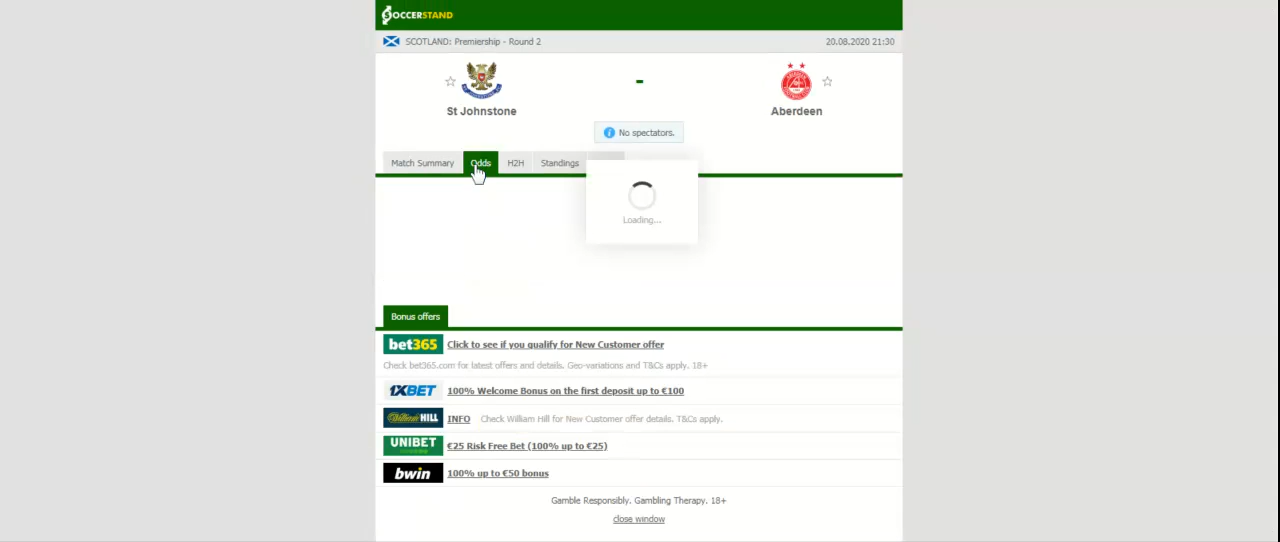 SOCCERSTAND
SCOTLAND: Premiership - Round 2 20.08.2020 21:30
-
St Johnstone Aberdeen
No spectators.
Match Summary Odds H2H Standings
Loading...
Bonus offers
bet365 Click to see if you qualify for New Customer offer
Check bet365.com for latest offers and details. Geo-variations and T&Cs apply. 18+
1XBET 100% Welcome Bonus on the first deposit up to €100
William HILL INFO Check William Hill for New Customer offer details. T&Cs apply.
UNIBET €25 Risk Free Bet (100% up to €25)
bwin 100% up to €50 bonus
Gamble Responsibly. Gambling Therapy. 18+
close window